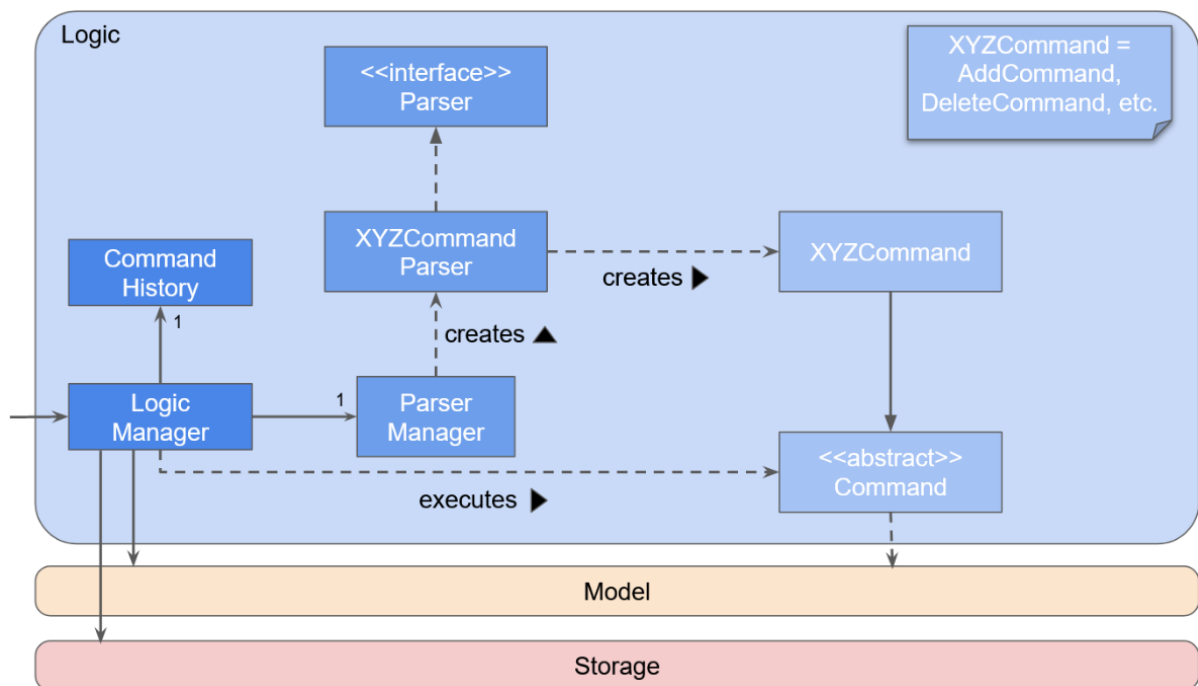 Logic
<<interface>>
Parser
XYZCommand =
AddCommand,
DeleteCommand, etc.
XYZCommand
Parser
XYZCommand
creates
Command
History
1
creates
Logic
Manager
1
Parser
Manager
<<abstract>>
Command
executes
Model
Storage